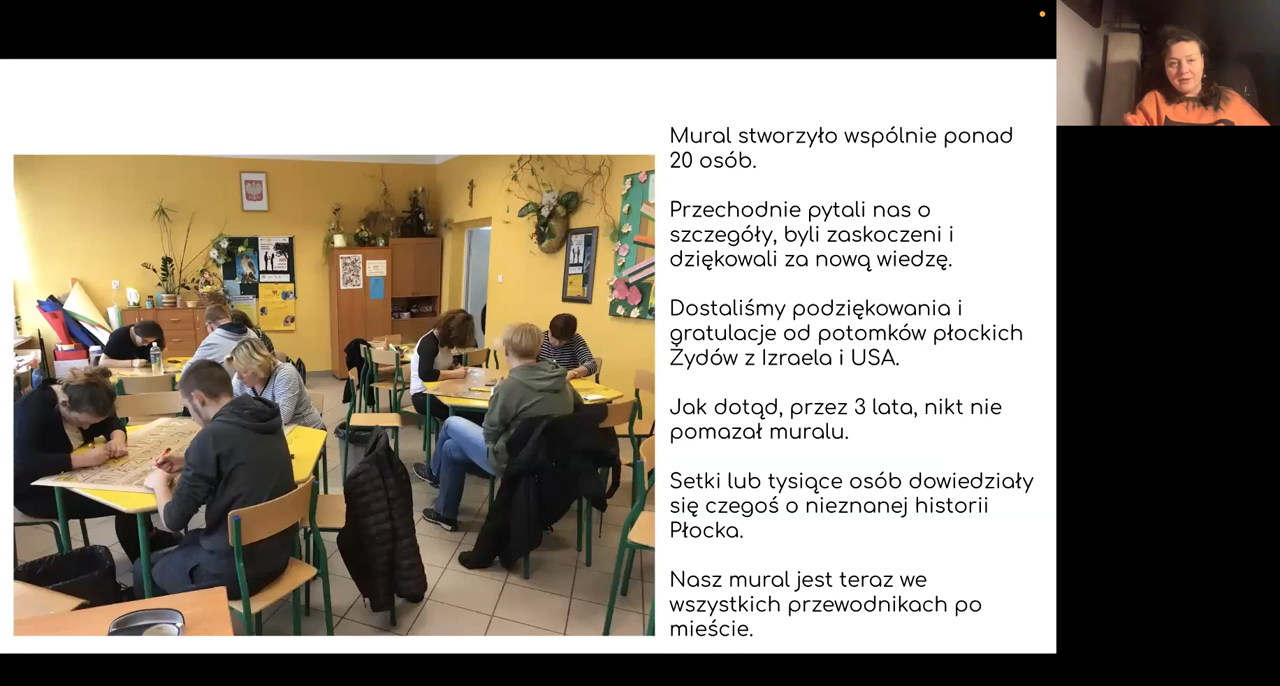 Mural stworzyło wspólnie ponad
20 osób.
Przechodnie pytali nas o
szczegóły, byli zaskoczeni i
dziękowali za nową wiedzę.
Dostaliśmy podziękowania i
gratulacje od potomków płockich
Żydów z Izraela i USA.
Jak dotąd, przez 3 lata, nikt nie
pomazał muralu.
Setki lub tysiące osób dowiedziały
się czegoś o nieznanej historii
Płocka.
Nasz mural jest teraz we
wszystkich przewodnikach po
mieście.